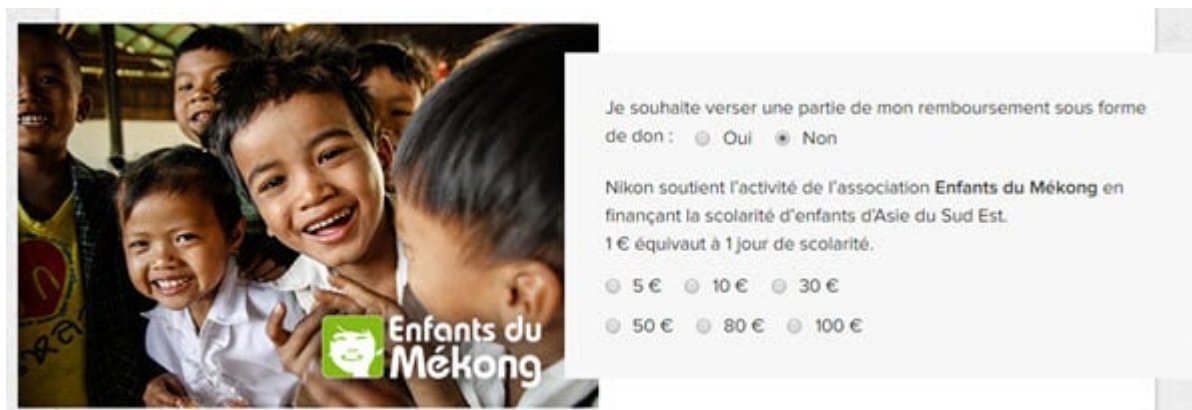 Je souhaite verser une partie de mon remboursement sous forme
de don : Oui Non
Nikon soutient l'activité de l'association Enfants du Mékong en
finançant la scolarité d'enfants d'Asie du Sud Est.
1 € équivaut à 1 jour de scolarité.
5 € 10 € 30 €
50 € 80 € 100 €
Enfants du
Mékong